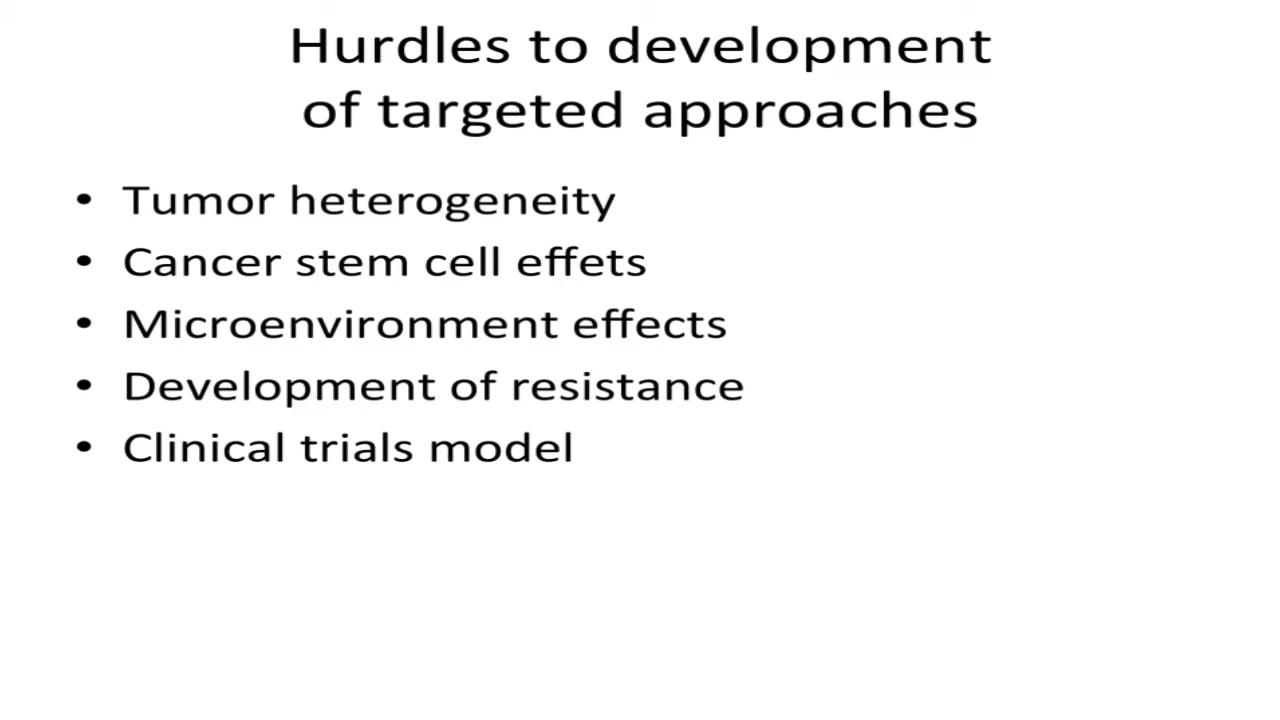 Hurdles to development
of targeted approaches
• Tumor heterogeneity
• Cancer stem cell effets
• Microenvironment effects
• Development of resistance
• Clinical trials model